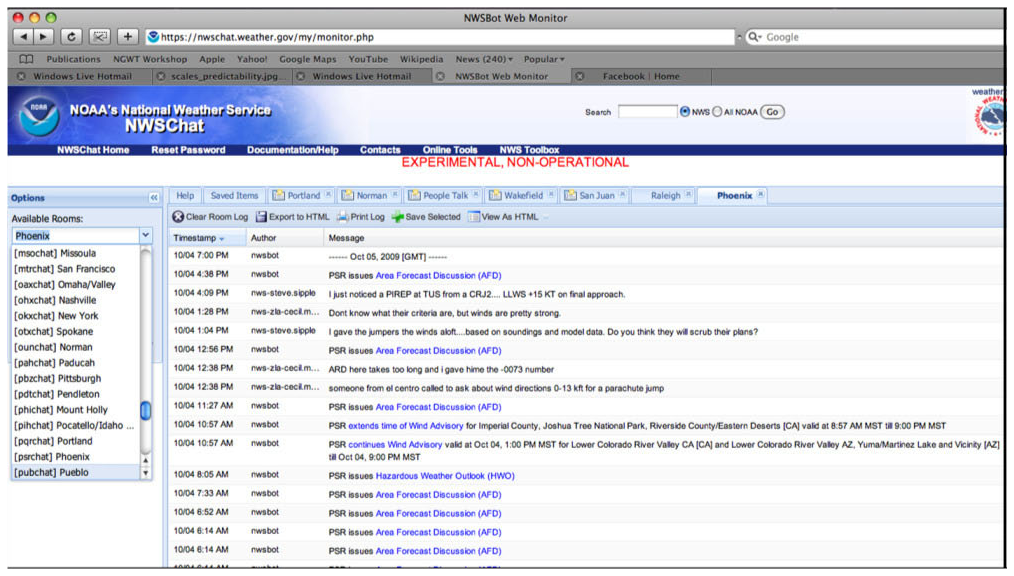 NWSBot Web Monitor
https://nwschat.weather.gov/my/monitor.php
Google
Publications NGWT Workshop Apple Yahoo! Google Maps YouTube Wikipedia News (240) Popular
Windows Live Hotmail scales_predictability.jpg... Windows Live Hotmail NWSBot Web Monitor Facebook | Home
weather.
NOAA
NOAA's National Weather Service
NWSChat
Search NWS All NOAA Go
NWSChat Home Reset Password Documentation/Help Contacts Online Tools NWS Toolbox
EXPERIMENTAL, NON-OPERATIONAL
Options
Help Saved Items Portland Norman People Talk Wakefield San Juan Raleigh Phoenix
Available Rooms:
Phoenix
[msochat] Missoula
[mtrchat] San Francisco
[oaxchat] Omaha/Valley
[ohxchat] Nashville
[okxchat] New York
[otxchat] Spokane
[ounchat] Norman
[pahchat] Paducah
[pbzchat] Pittsburgh
[pdtchat] Pendleton
[phichat] Mount Holly
[pihchat] Pocatello/Idaho ...
[pqrchat] Portland
[psrchat] Phoenix
[pubchat] Pueblo
Clear Room Log Export to HTML Print Log Save Selected View As HTML
Timestamp Author Message
10/04 7:00 PM nwsbot ------ Oct 05, 2009 [GMT] ------
10/04 4:38 PM nwsbot PSR issues Area Forecast Discussion (AFD)
10/04 4:09 PM nws-steve.sipple I just noticed a PIREP at TUS from a CRJ2.... LLWS +15 KT on final approach.
10/04 1:28 PM nws-zla-cecil.m... Dont know what their criteria are, but winds are pretty strong.
10/04 1:04 PM nws-steve.sipple I gave the jumpers the winds aloft....based on soundings and model data. Do you think they will scrub their plans?
10/04 12:56 PM nwsbot PSR issues Area Forecast Discussion (AFD)
10/04 12:38 PM nws-zla-cecil.m... ARD here takes too long and i gave hime the -0073 number
10/04 12:38 PM nws-zla-cecil.m... someone from el centro called to ask about wind directions 0-13 kft for a parachute jump
10/04 11:27 AM nwsbot PSR issues Area Forecast Discussion (AFD)
10/04 10:57 AM nwsbot PSR extends time of Wind Advisory for Imperial County, Joshua Tree National Park, Riverside County/Eastern Deserts [CA] valid at 8:57 AM MST till 9:00 PM MST
10/04 10:57 AM nwsbot PSR continues Wind Advisory valid at Oct 04, 1:00 PM MST for Lower Colorado River Valley CA [CA] and Lower Colorado River Valley AZ, Yuma/Martinez Lake and Vicinity [AZ]
till Oct 04, 9:00 PM MST
10/04 8:05 AM nwsbot PSR issues Hazardous Weather Outlook (HWO)
10/04 7:33 AM nwsbot PSR issues Area Forecast Discussion (AFD)
10/04 6:52 AM nwsbot PSR issues Area Forecast Discussion (AFD)
10/04 6:14 AM nwsbot PSR issues Area Forecast Discussion (AFD)
10/04 6:14 AM nwsbot PSR issues Area Forecast Discussion (AFD)